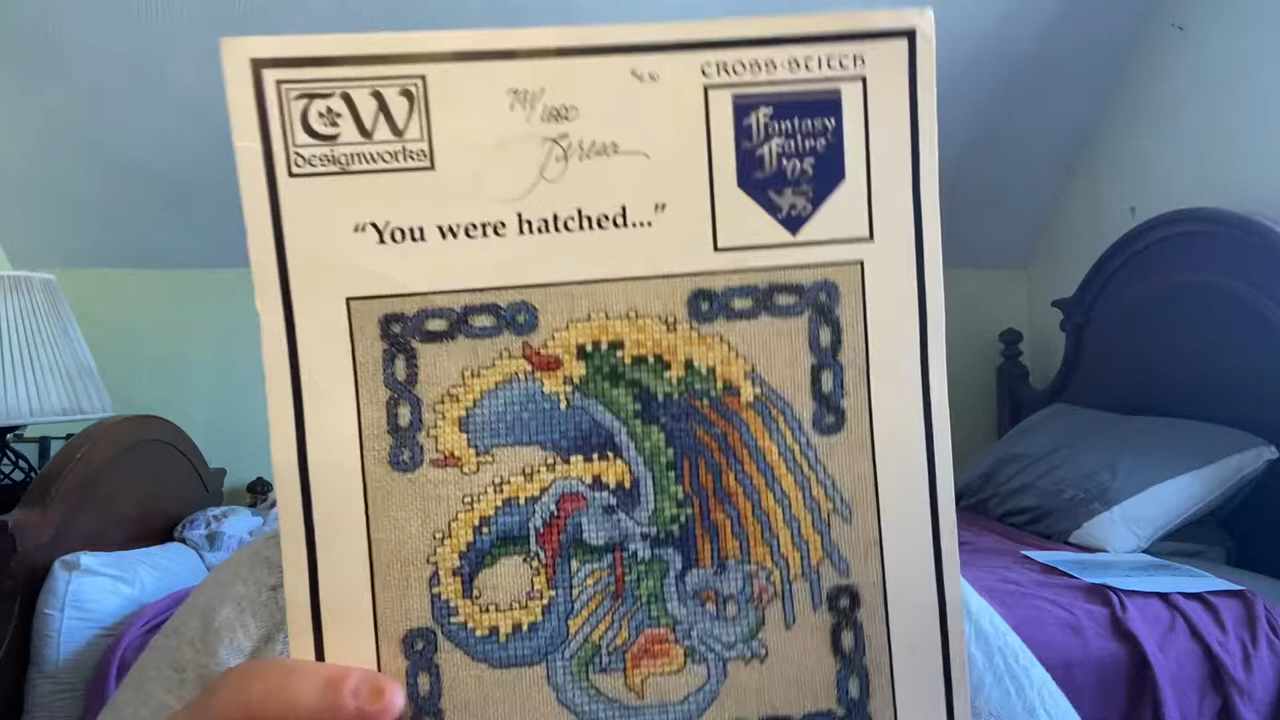 TW
designworks
CROSS·STITCH
Fantasy
Faire
'05
"You were hatched..."